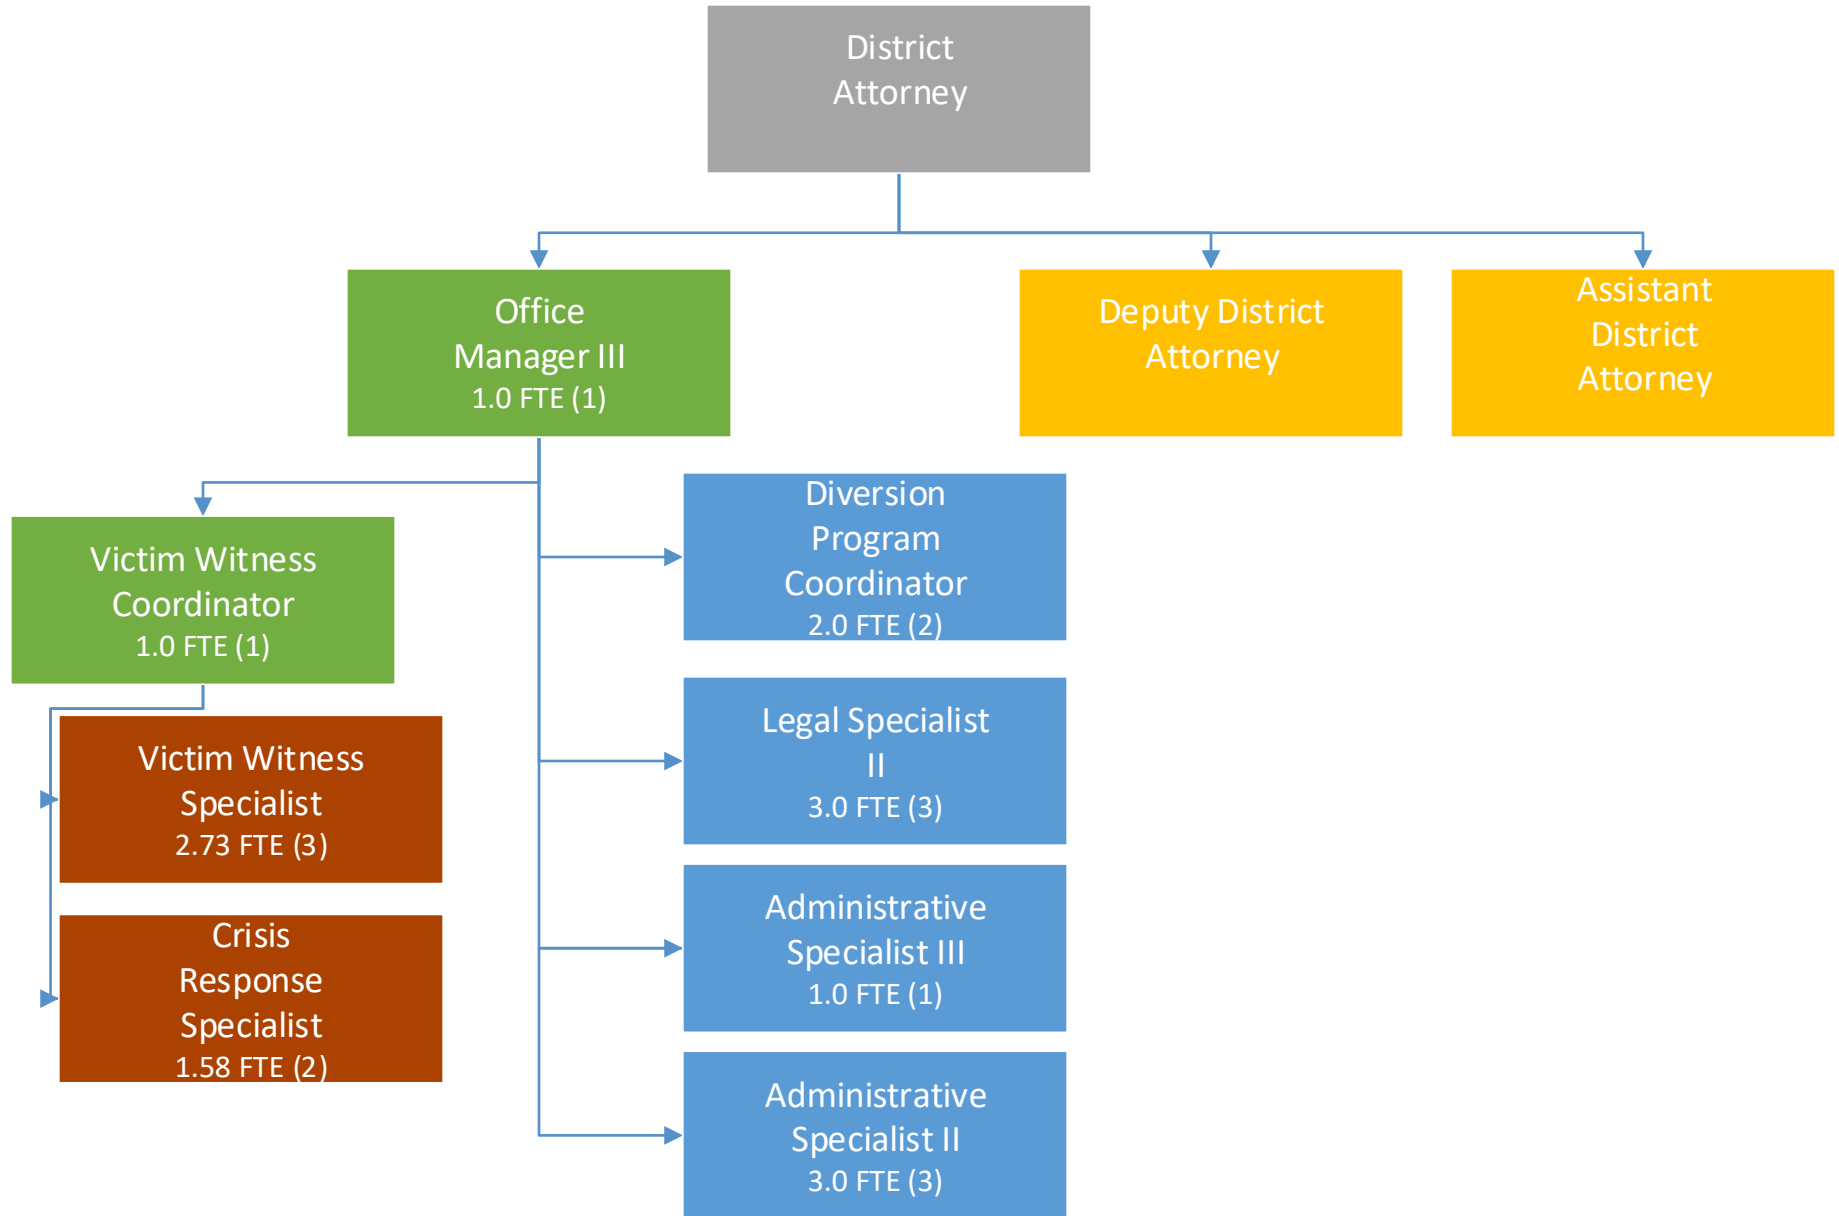 District
Attorney
Office
Manager III
1.0 FTE (1)
Deputy District
Attorney
Assistant
District
Attorney
Victim Witness
Coordinator
1.0 FTE (1)
Victim Witness
Specialist
2.73 FTE (3)
Crisis
Response
Specialist
1.58 FTE (2)
Diversion
Program
Coordinator
2.0 FTE (2)
Legal Specialist
II
3.0 FTE (3)
Administrative
Specialist III
1.0 FTE (1)
Administrative
Specialist II
3.0 FTE (3)